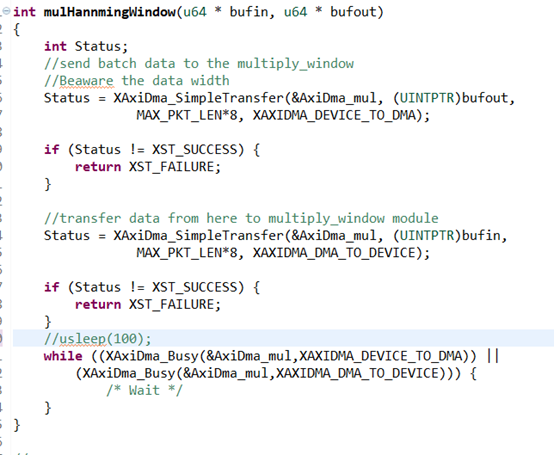 int mulHannmingWindow(u64 * bufin, u64 * bufout)
{
    int Status;
    //send batch data to the multiply_window
    //Beaware the data width
    Status = XAxiDma_SimpleTransfer(&AxiDma_mul, (UINTPTR)bufout,
                MAX_PKT_LEN*8, XAXIDMA_DEVICE_TO_DMA);

    if (Status != XST_SUCCESS) {
        return XST_FAILURE;
    }

    //transfer data from here to multiply_window module
    Status = XAxiDma_SimpleTransfer(&AxiDma_mul, (UINTPTR)bufin,
                MAX_PKT_LEN*8, XAXIDMA_DMA_TO_DEVICE);

    if (Status != XST_SUCCESS) {
        return XST_FAILURE;
    }
    //usleep(100);
    while ((XAxiDma_Busy(&AxiDma_mul,XAXIDMA_DEVICE_TO_DMA)) ||
        (XAxiDma_Busy(&AxiDma_mul,XAXIDMA_DMA_TO_DEVICE))) {
            /* Wait */
    }
}